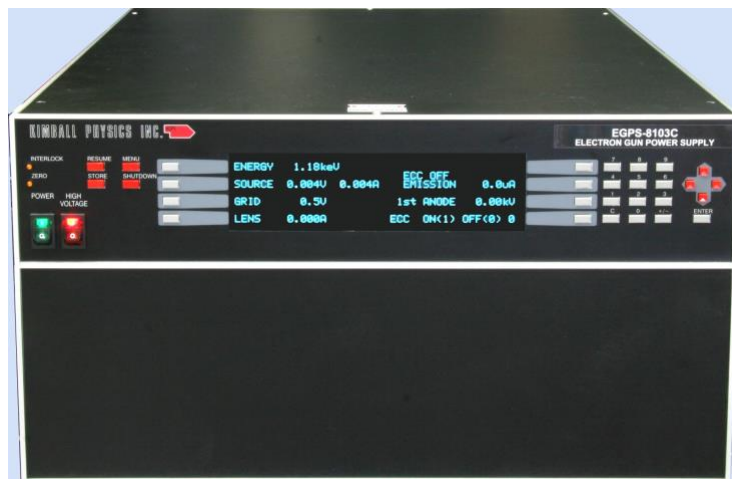 KIMBALL PHYSICS INC.
EGPS-8103C
ELECTRON GUN POWER SUPPLY
INTERLOCK
RESUME MENU
ZERO
STORE SHUTDOWN
POWER HIGH VOLTAGE
ENERGY 1.18keV
ECC OFF
SOURCE 0.004V 0.004A EMISSION 0.0uA
GRID 0.5V 1st ANODE 0.00kV
LENS 0.000A ECC ON(1) OFF(0) 0
7 8 9
4 5 6
1 2 3
C 0 +/- ENTER